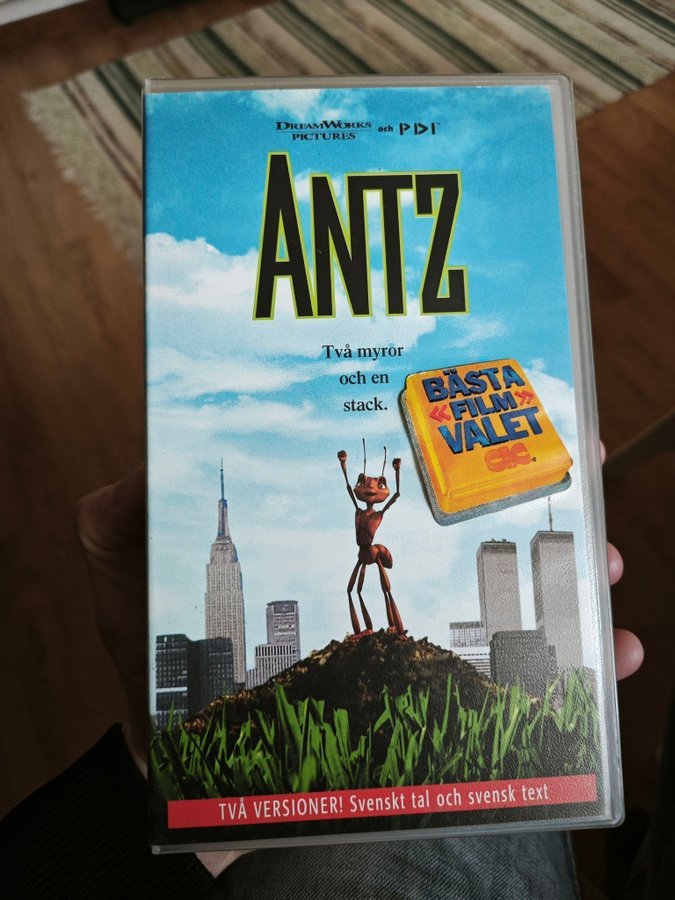 DREAMWORKS PICTURES och PDI™
ANTZ
Två myror
och en
stack.
BÄSTA
«FILM»
VALET
CIC
TVÅ VERSIONER! Svenskt tal och svensk text